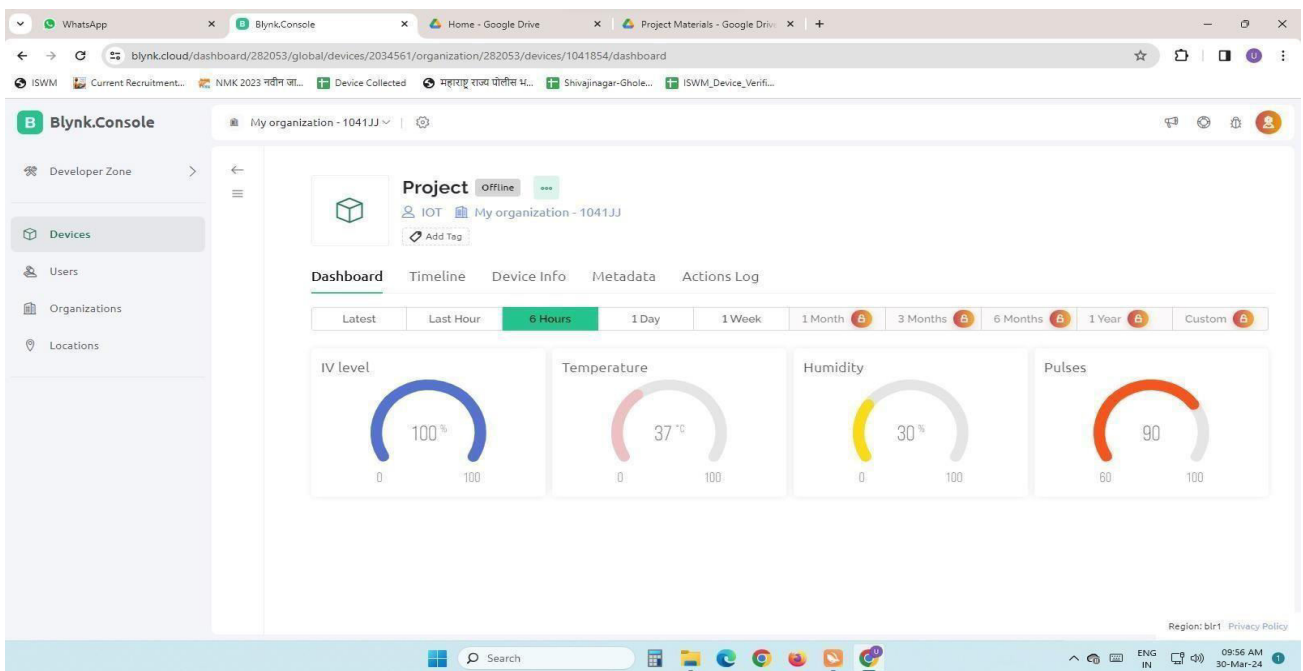 WhatsApp
Blynk.Console
Home - Google Drive
Project Materials - Google Driv
blynk.cloud/dashboard/282053/global/devices/2034561/organization/282053/devices/1041854/dashboard
U
ISWM
Current Recruitment...
NMK 2023 नवीन जा...
Device Collected
महाराष्ट्र राज्य पोलीस भ...
Shivajinagar-Ghole...
ISWM_Device_Verifi...
B Blynk.Console
My organization - 1041JJ
Developer Zone
Devices
Users
Organizations
Locations
Project Offline
IOT My organization - 1041JJ
Add Tag
Dashboard Timeline Device Info Metadata Actions Log
Latest Last Hour 6 Hours 1 Day 1 Week 1 Month 3 Months 6 Months 1 Year Custom
IV level
100 %
0 100
Temperature
37 °C
0 100
Humidity
30 %
0 100
Pulses
90
60 100
Region: blr1 Privacy Policy
Search
ENG
IN
09:56 AM
30-Mar-24
1